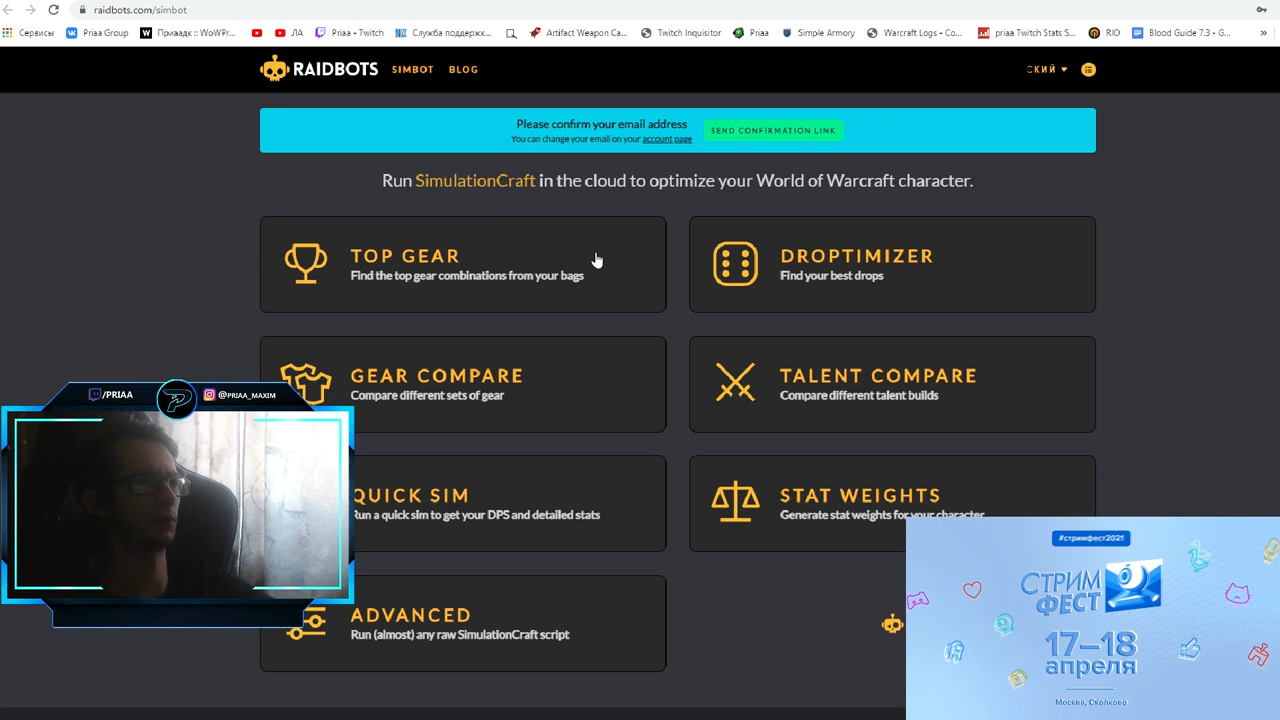 raidbots.com/simbot
Сервисы
Priaa Group
Приаадк :: WoWPr...
ЛА
Priaa - Twitch
Служба поддержк...
Artifact Weapon Ca...
Twitch Inquisitor
Priaa
Simple Armory
Warcraft Logs - Co...
priaa Twitch Stats S...
RIO
Blood Guide 7.3 - ...
»
RAIDBOTS
SIMBOT
BLOG
СКИЙ
Please confirm your email address
You can change your email on your account page
SEND CONFIRMATION LINK
Run SimulationCraft in the cloud to optimize your World of Warcraft character.
TOP GEAR
Find the top gear combinations from your bags
DROPTIMIZER
Find your best drops
GEAR COMPARE
Compare different sets of gear
TALENT COMPARE
Compare different talent builds
/PRIAA
@PRIAA_MAXIM
QUICK SIM
Run a quick sim to get your DPS and detailed stats
STAT WEIGHTS
Generate stat weights for your character
ADVANCED
Run (almost) any raw SimulationCraft script
#стримфест2021
СТРИМ
ФЕСТ
17–18
апреля
Москва, Сколково